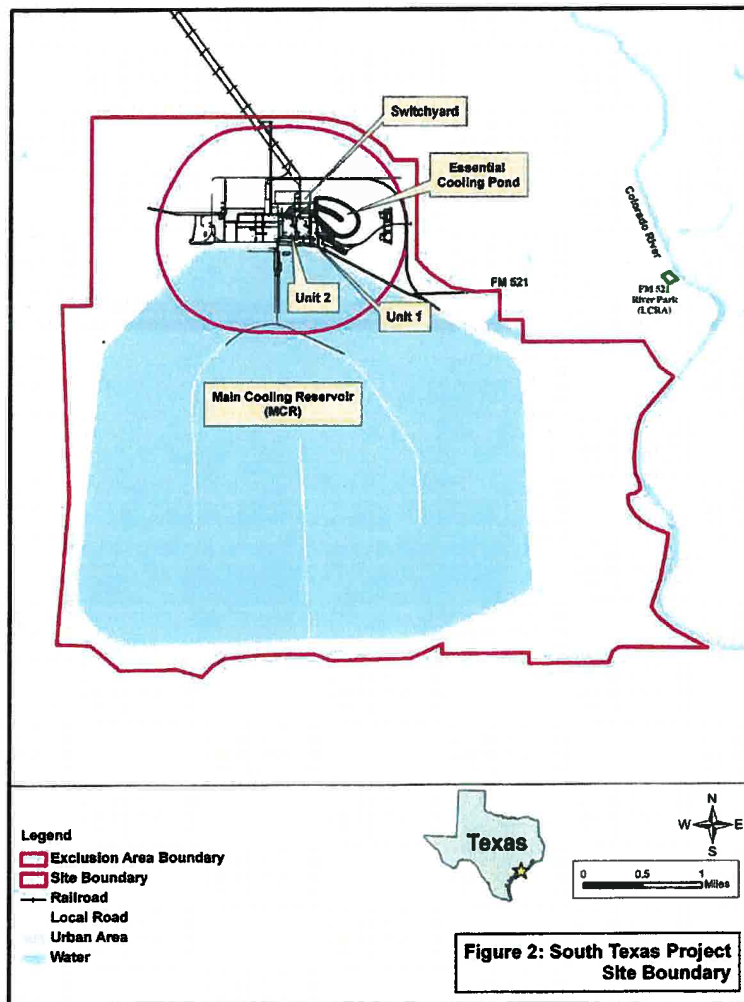 Switchyard
Essential
Cooling Pond
Colorado River
FM 521
River Park
(LCRA)
FM 521
Unit 2
Unit 1
Main Cooling Reservoir
(MCR)
Legend
Exclusion Area Boundary
Site Boundary
Railroad
Local Road
Urban Area
Water
Texas
N
W E
S
0 0.5 1
Miles
Figure 2: South Texas Project
Site Boundary